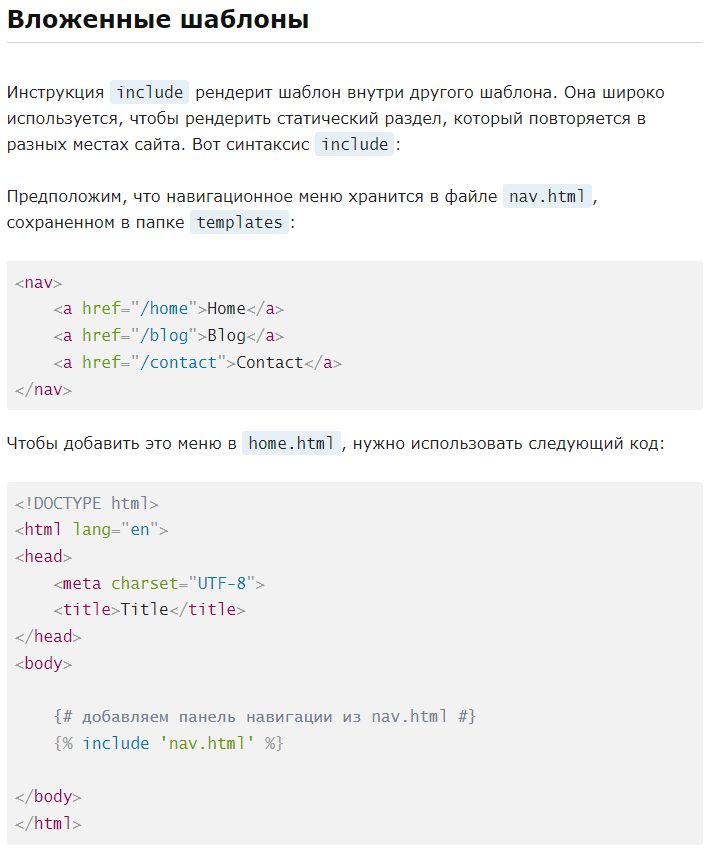 Вложенные шаблоны
Инструкция include рендерит шаблон внутри другого шаблона. Она широко
используется, чтобы рендерить статический раздел, который повторяется в
разных местах сайта. Вот синтаксис include:
Предположим, что навигационное меню хранится в файле nav.html,
сохраненном в папке templates:
<nav>
    <a href="/home">Home</a>
    <a href="/blog">Blog</a>
    <a href="/contact">Contact</a>
</nav>
Чтобы добавить это меню в home.html, нужно использовать следующий код:
<!DOCTYPE html>
<html lang="en">
<head>
    <meta charset="UTF-8">
    <title>Title</title>
</head>
<body>
    {# добавляем панель навигации из nav.html #}
    {% include 'nav.html' %}
</body>
</html>